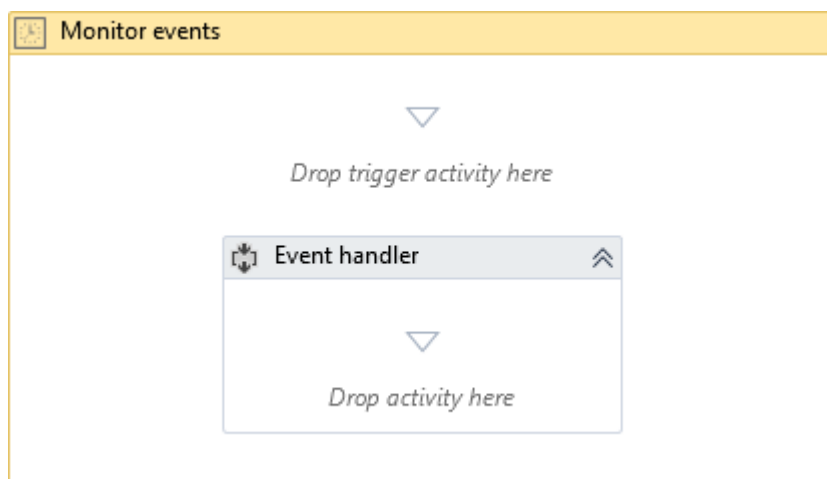 Monitor events
Drop trigger activity here
Event handler
Drop activity here